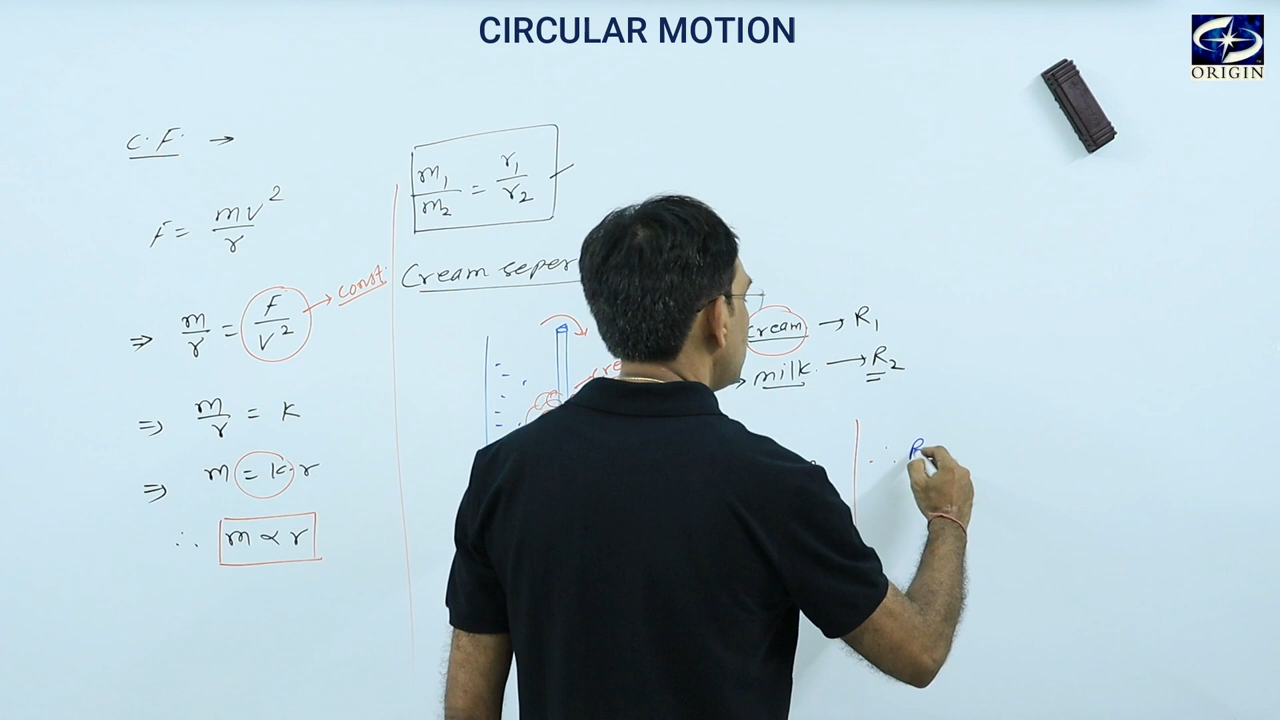 CIRCULAR MOTION
ORIGIN
C.F. →
F = mv²/r
⇒ m/r = F/v² → const.
⇒ m/r = K
⇒ m = K.r
∴ m ∝ r
m₁/m₂ = r₁/r₂
Cream seper
cream → R₁
milk. → R₂
∴ R